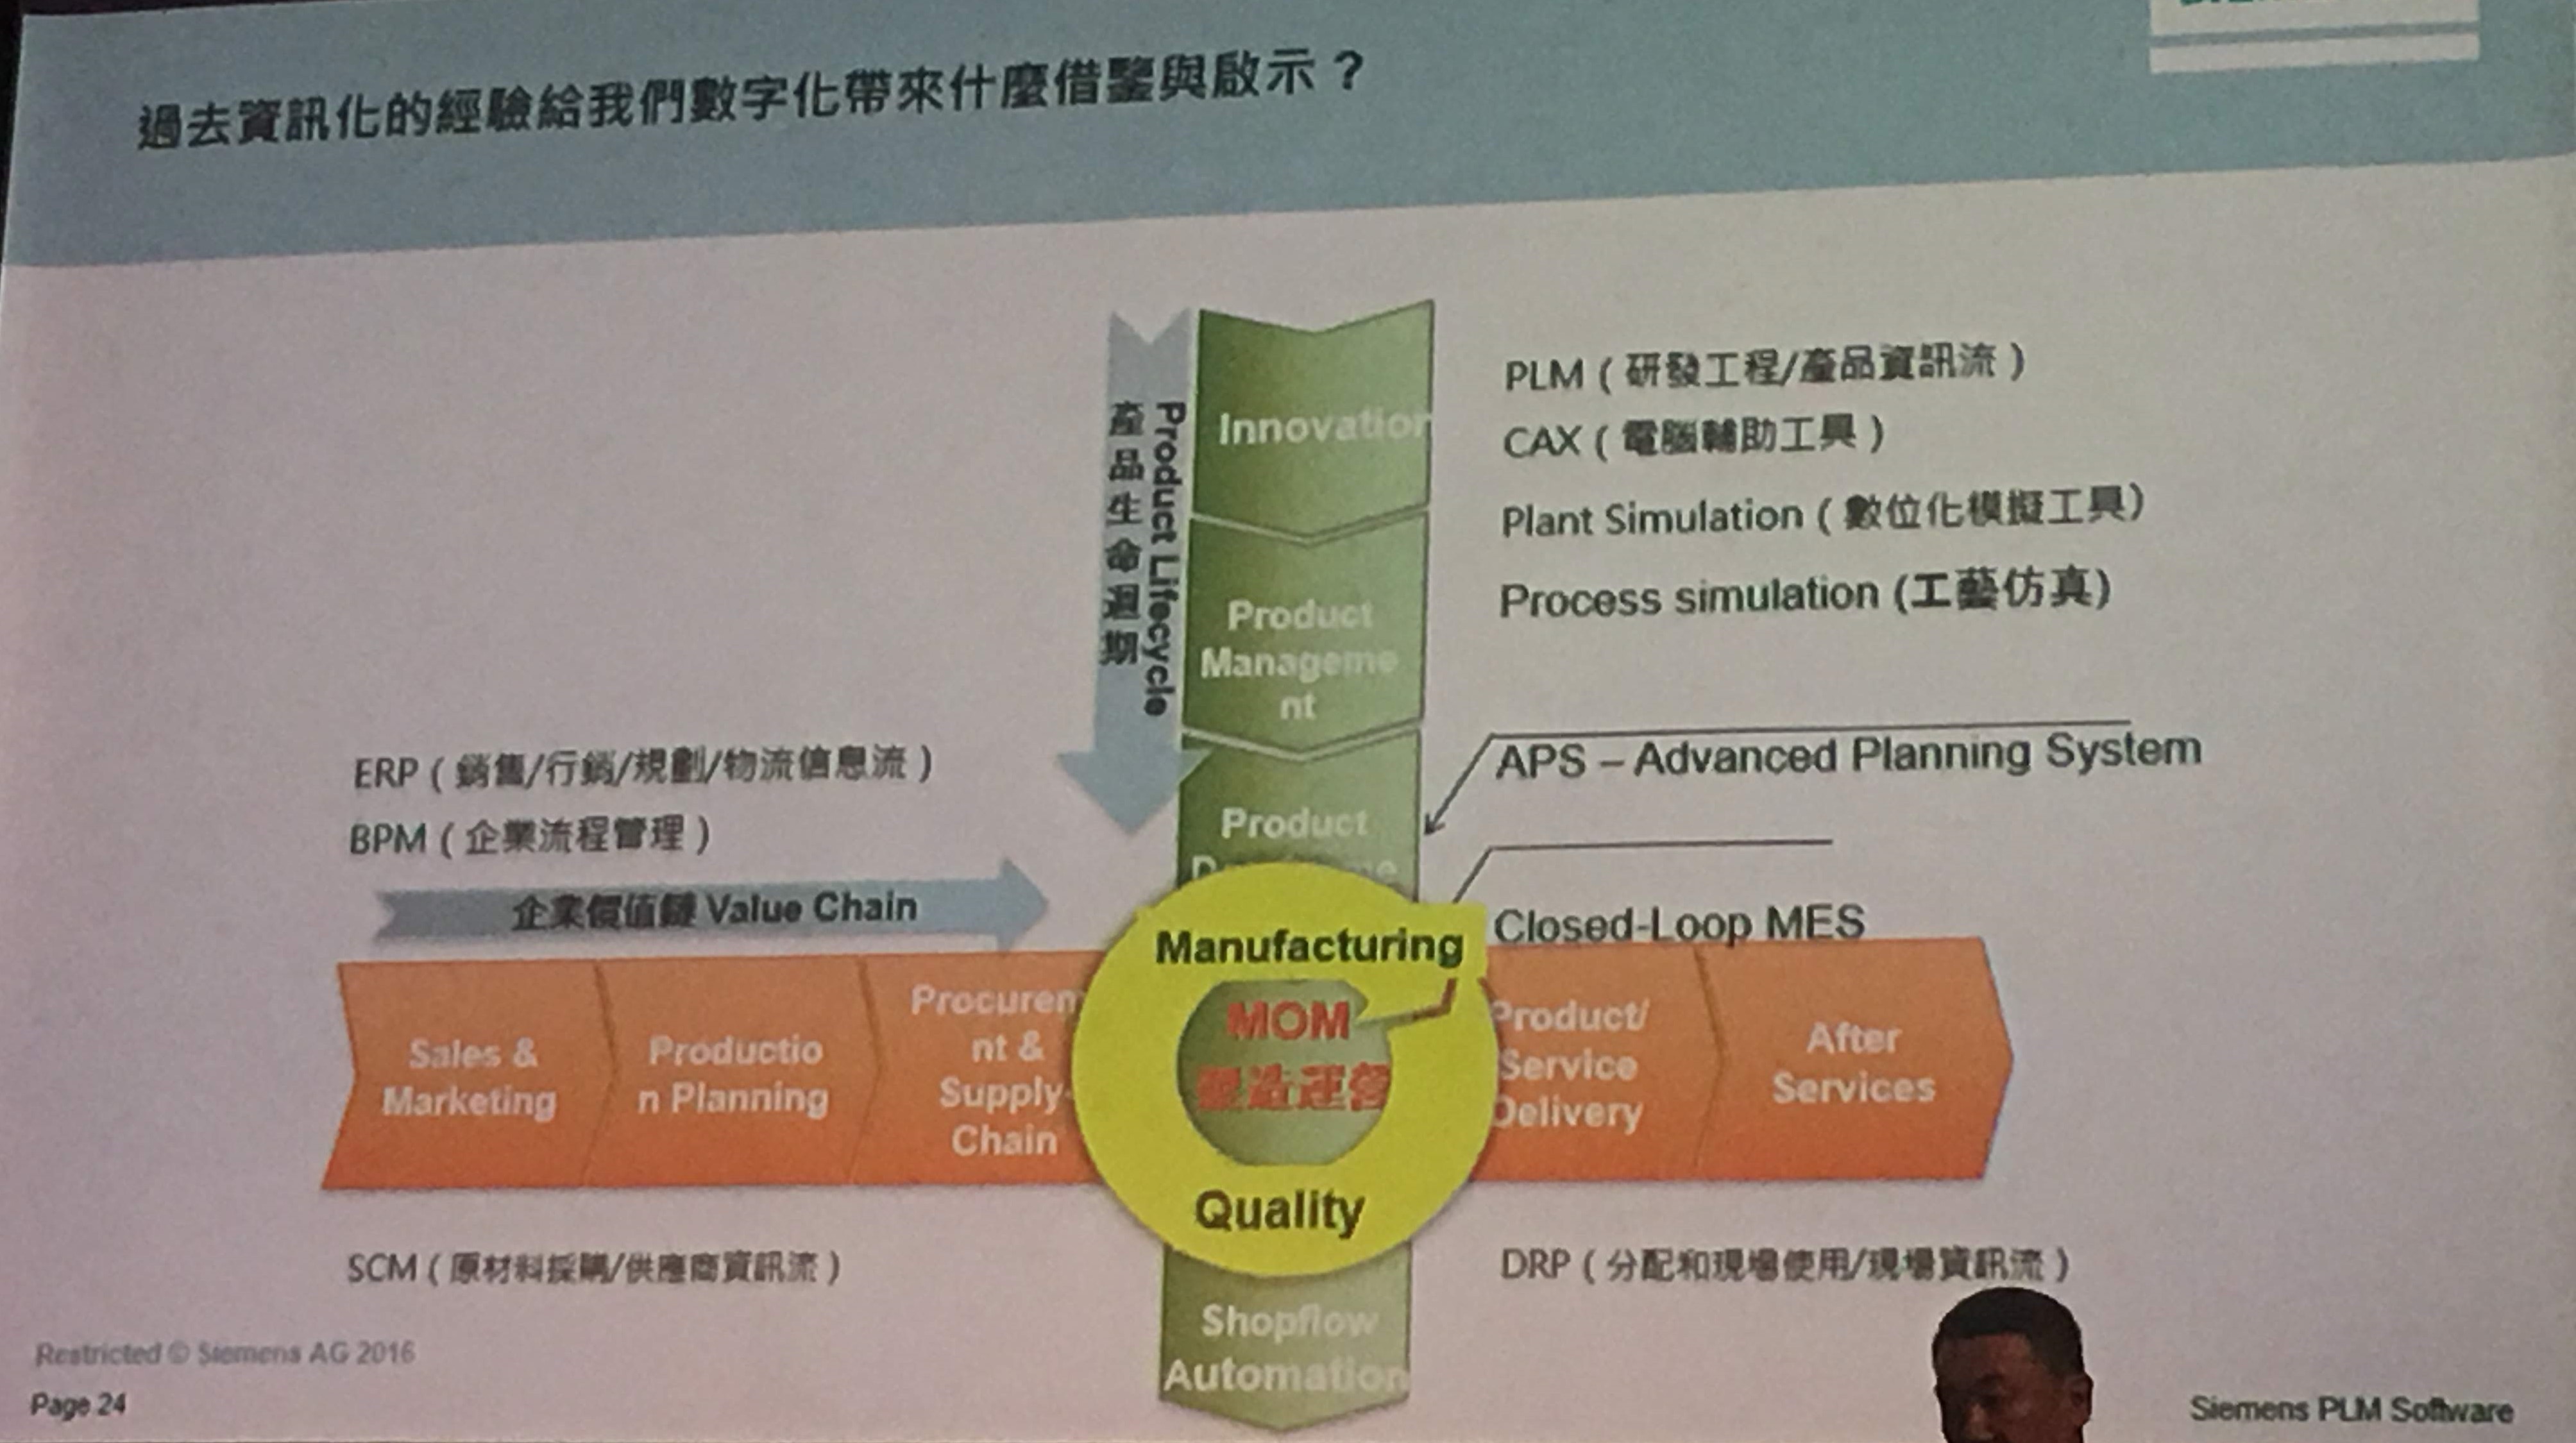 過去資訊化的經驗給我們數字化帶來什麼借鑒與啟示？
Product Lifecycle
產品生命週期
Innovation
Product
Manageme
nt
Product
PLM（研發工程/產品資訊流）
CAX（電腦輔助工具）
Plant Simulation（數位化模擬工具）
Process simulation (工藝仿真)
APS – Advanced Planning System
Closed-Loop MES
ERP（銷售/行銷/規劃/物流信息流）
BPM（企業流程管理）
企業價值鏈 Value Chain
Sales &
Marketing
Productio
n Planning
Procurem
nt &
Supply-
Chain
Manufacturing
MOM
製造運營
Quality
Product/
Service
Delivery
After
Services
SCM（原材料採購/供應商資訊流）
DRP（分配和現場使用/現場資訊流）
Shopflow
Automation
Restricted © Siemens AG 2016
Page 24
Siemens PLM Software